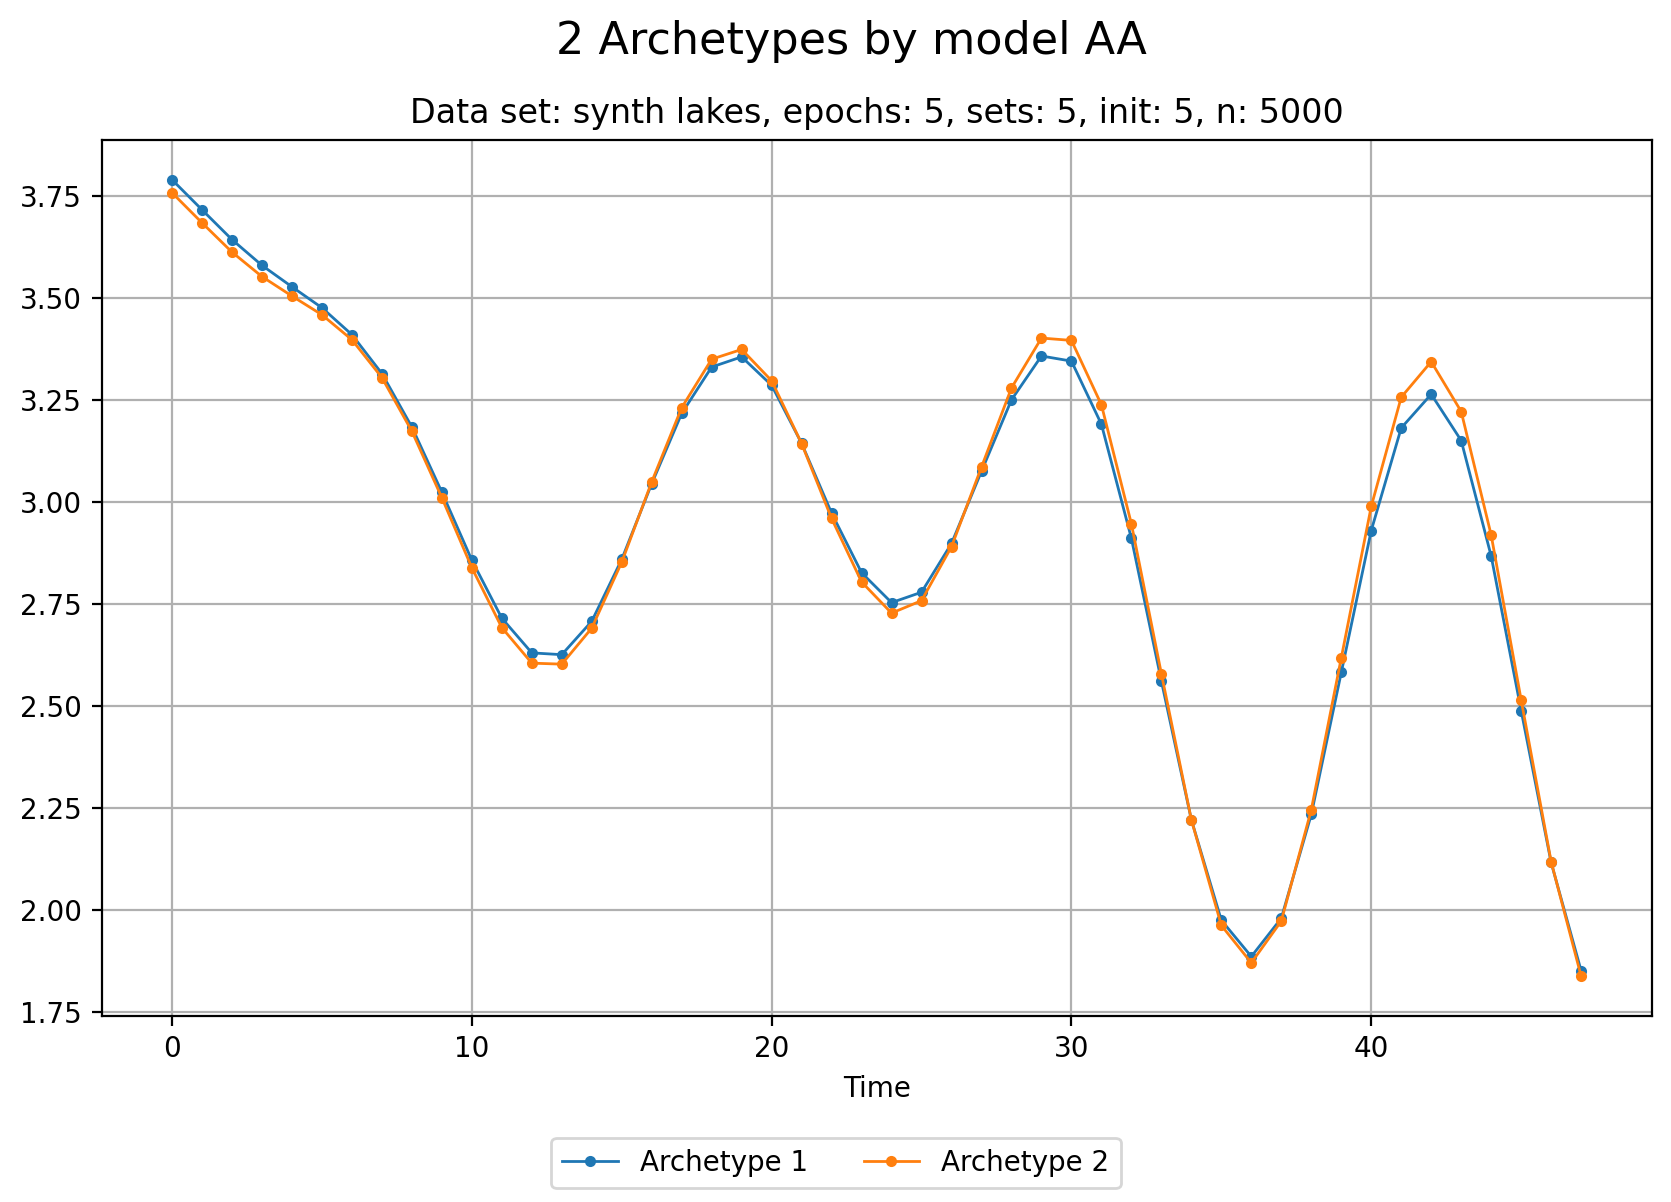 2 Archetypes by model AA
Data set: synth lakes, epochs: 5, sets: 5, init: 5, n: 5000
3.75
3.50
3.25
3.00
2.75
2.50
2.25
2.00
1.75
0 10 20 30 40
Time
Archetype 1 Archetype 2